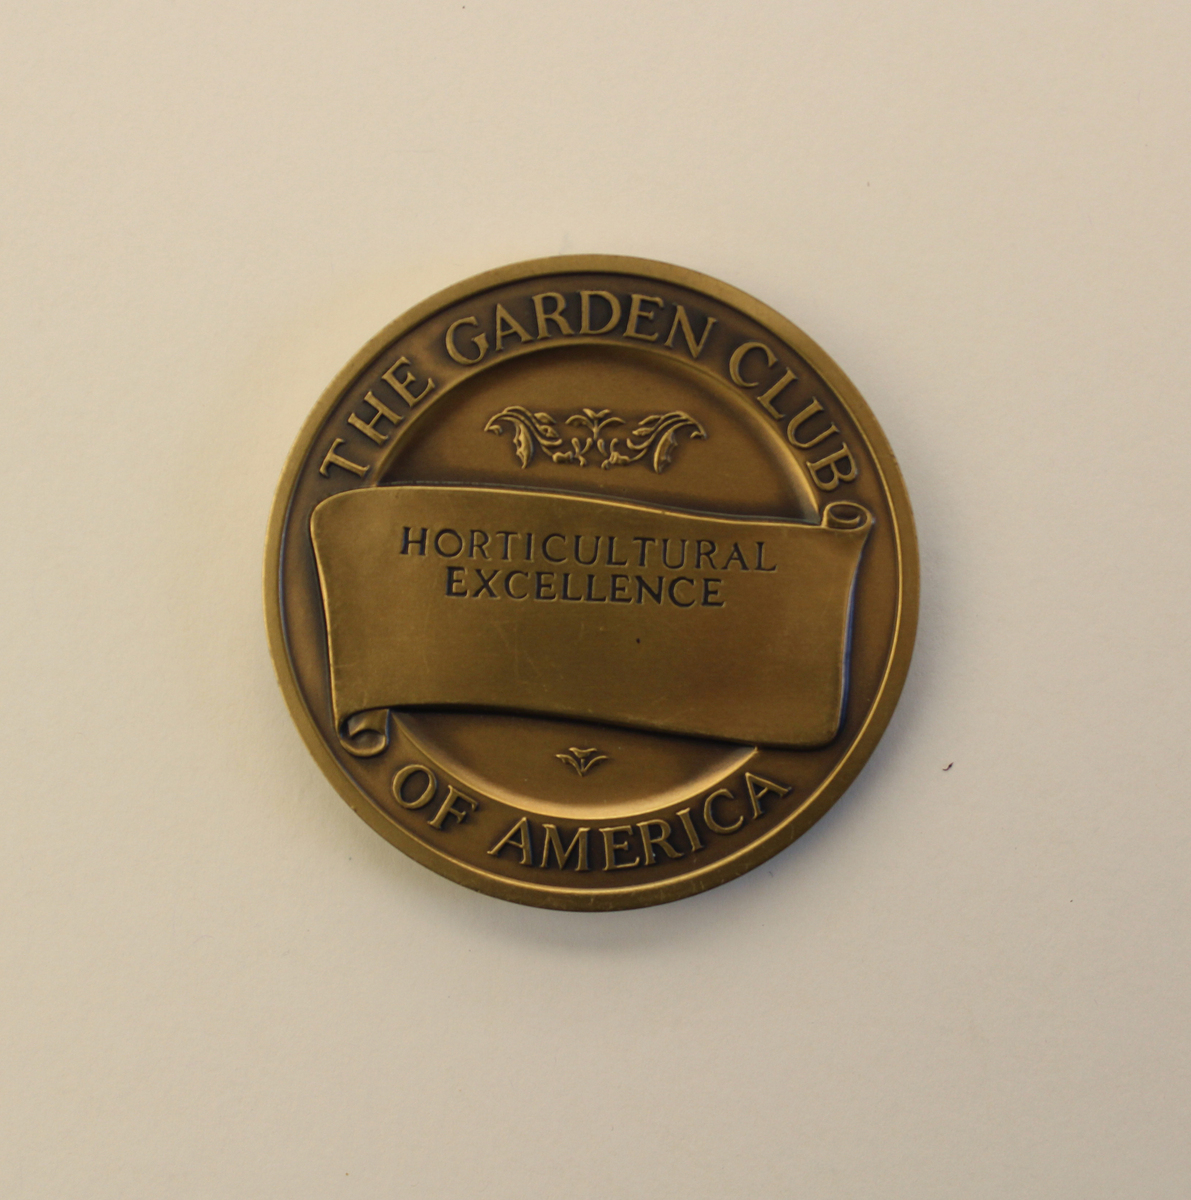 THE GARDEN CLUB
HORTICULTURAL
EXCELLENCE
OF AMERICA